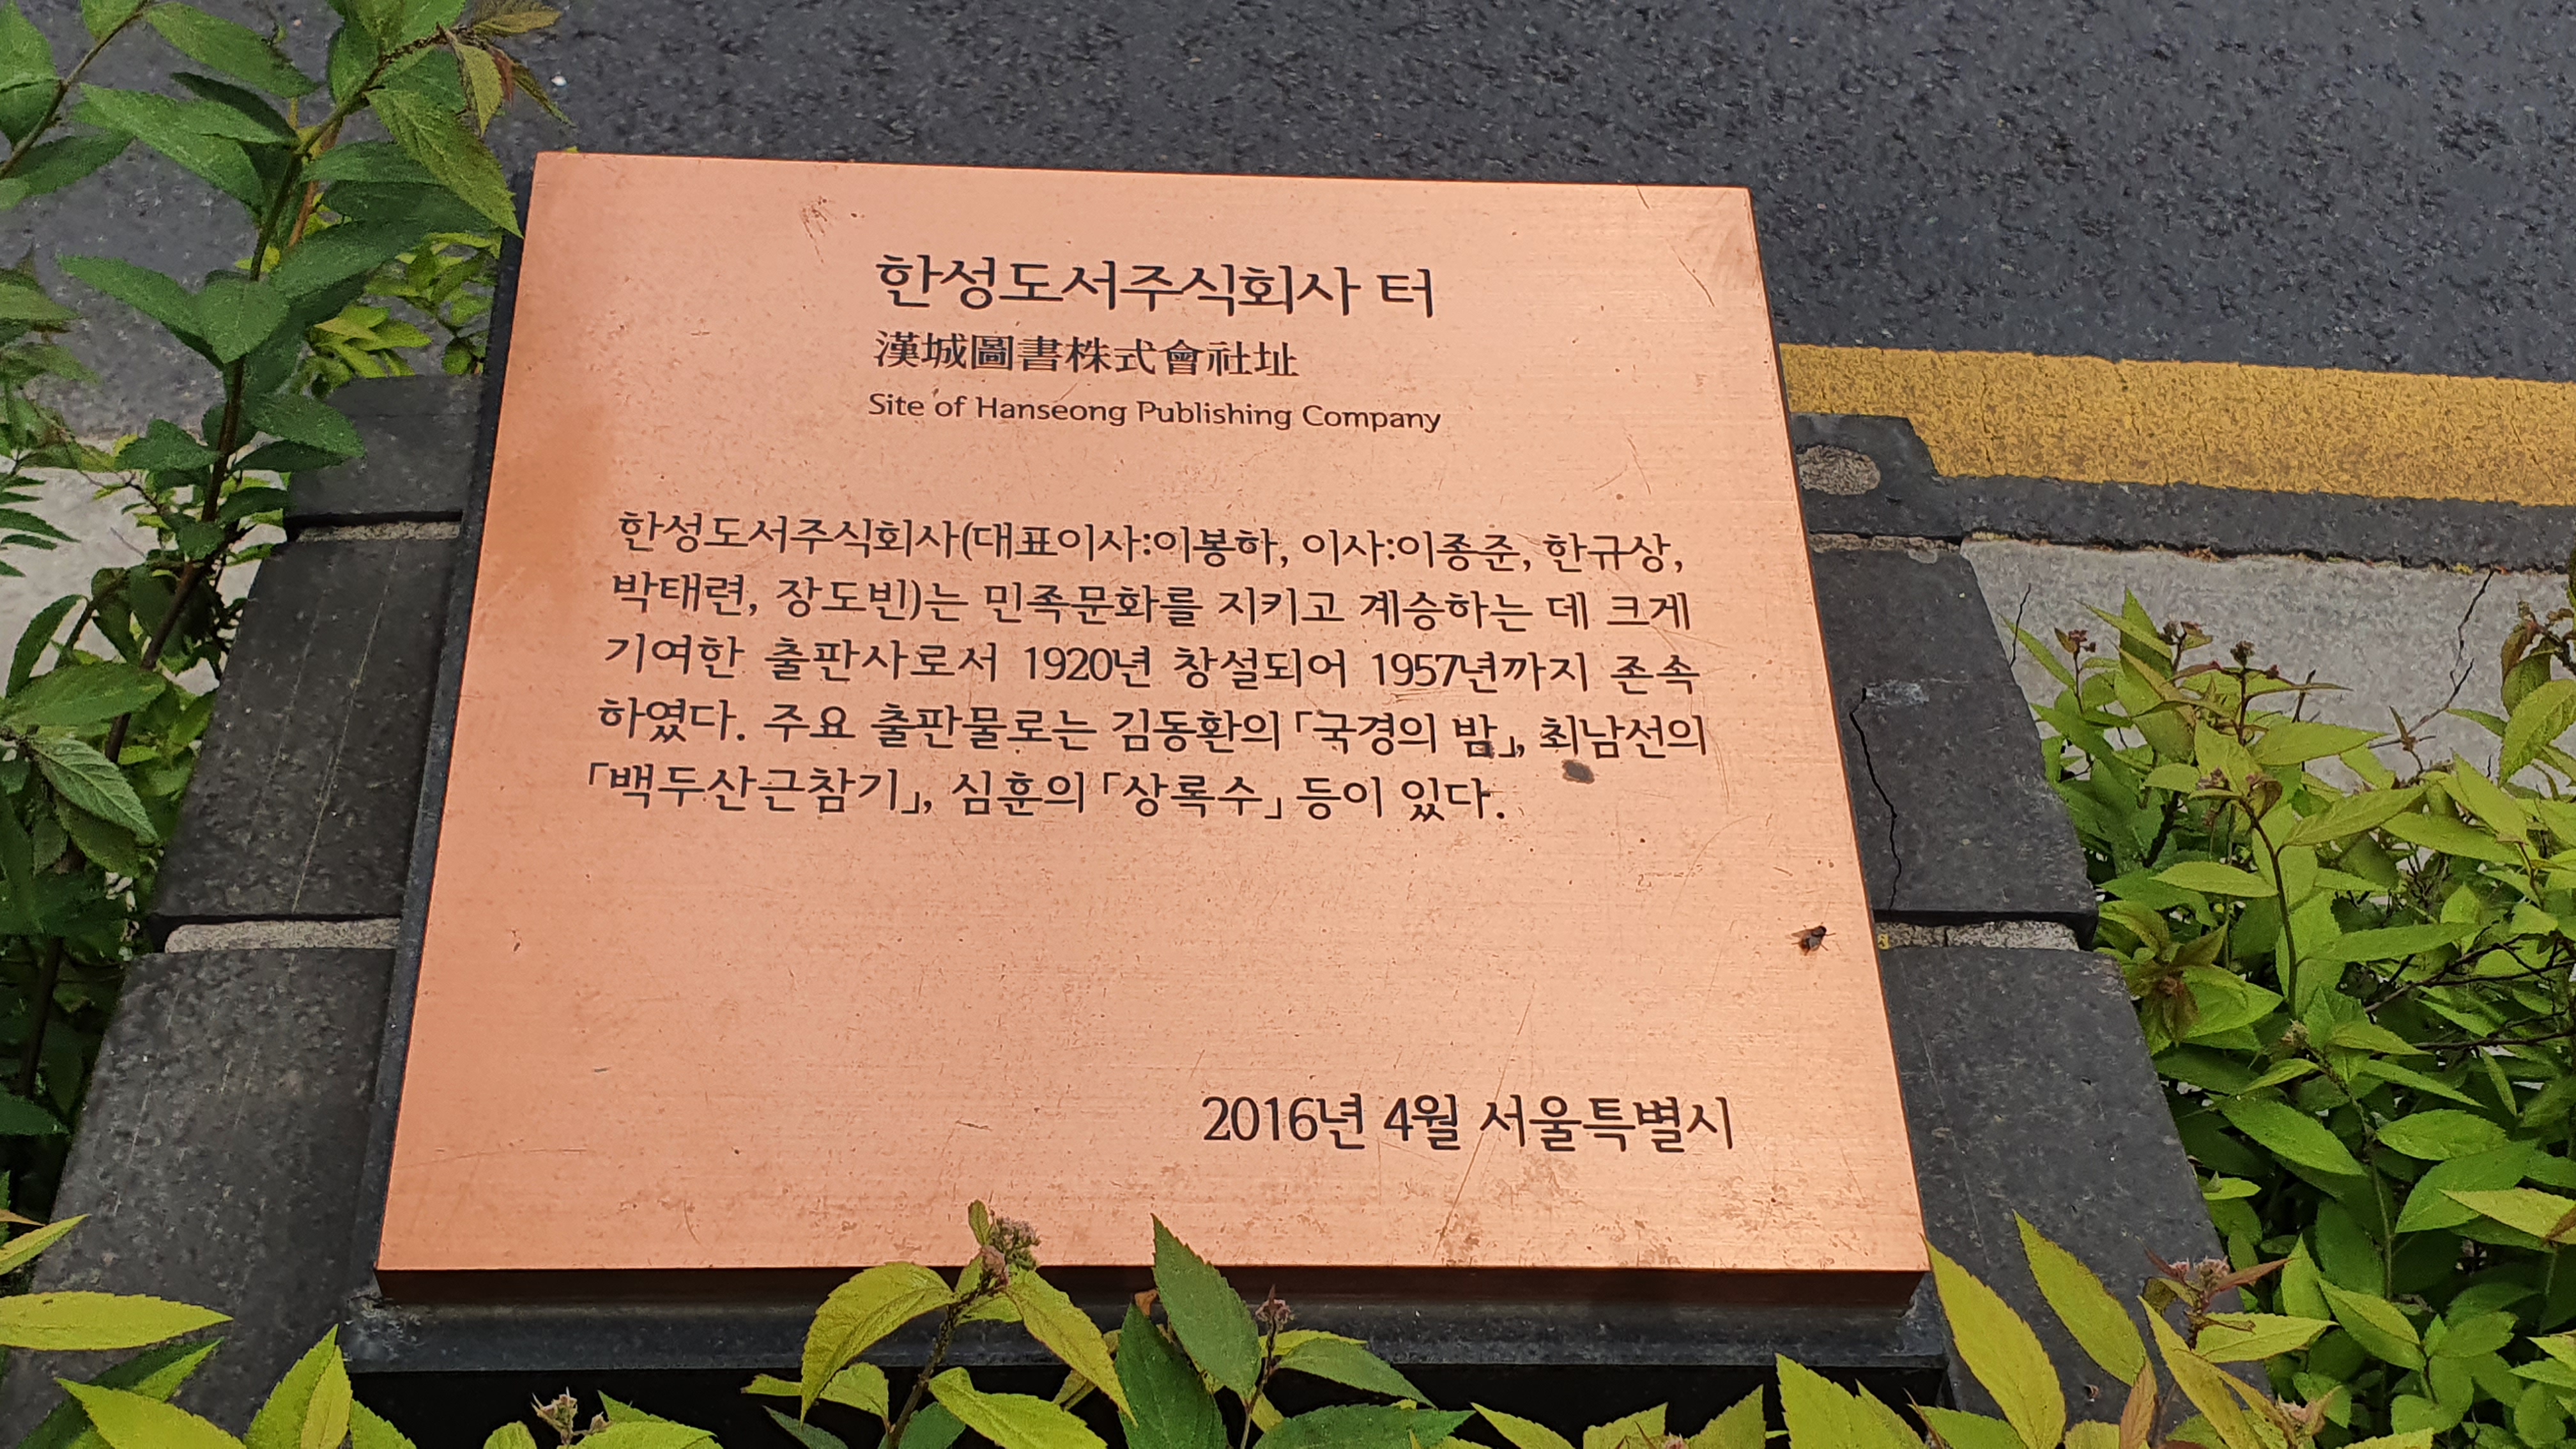 한성도서주식회사 터
漢城圖書株式會社址
Site of Hanseong Publishing Company
한성도서주식회사(대표이사:이봉하, 이사:이종준, 한규상,
박태련, 장도빈)는 민족문화를 지키고 계승하는 데 크게
기여한 출판사로서 1920년 창설되어 1957년까지 존속
하였다. 주요 출판물로는 김동환의 「국경의 밤」, 최남선의
「백두산근참기」, 심훈의 「상록수」 등이 있다.
2016년 4월 서울특별시